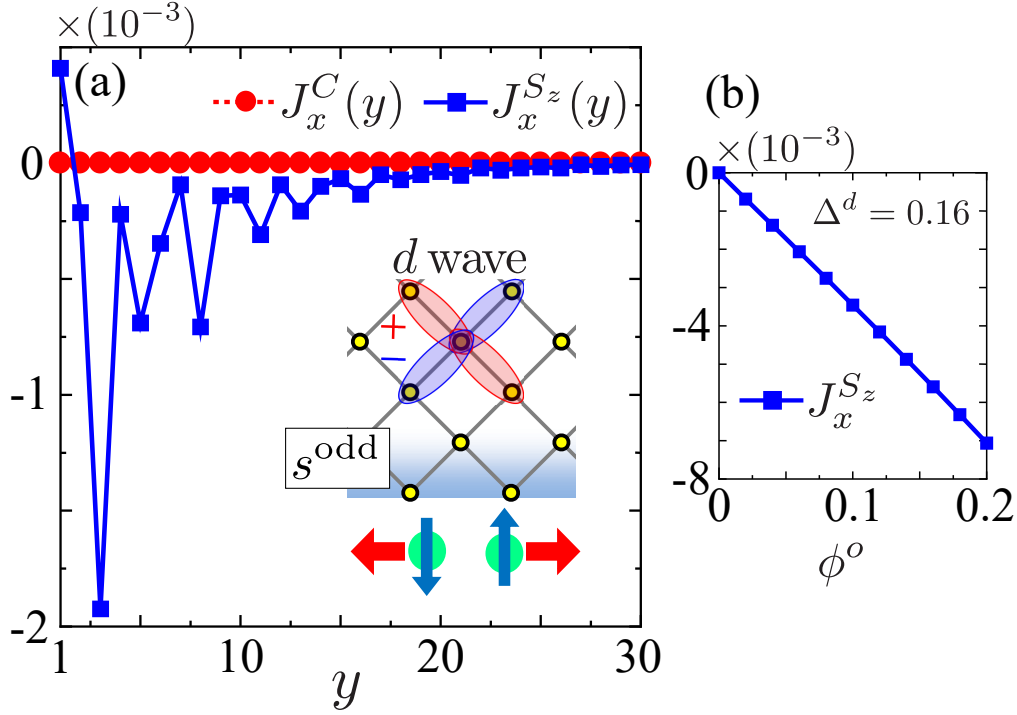 ×(10⁻³)
(a)
J_x^C(y) J_x^{S_z}(y)
0
-1
-2
1 10 20 30
y
d wave
+
−
s^odd
(b)
×(10⁻³)
0
-4
-8
Δ^d = 0.16
J_x^{S_z}
0 0.1 0.2
ϕ^o